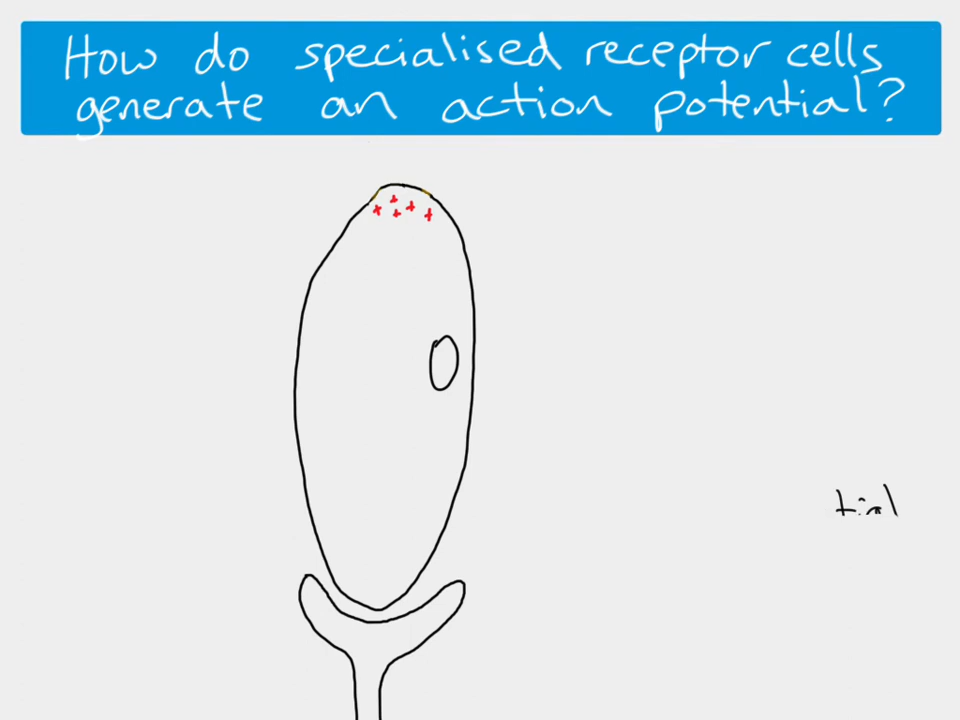 How do specialised receptor cells
generate an action potential?